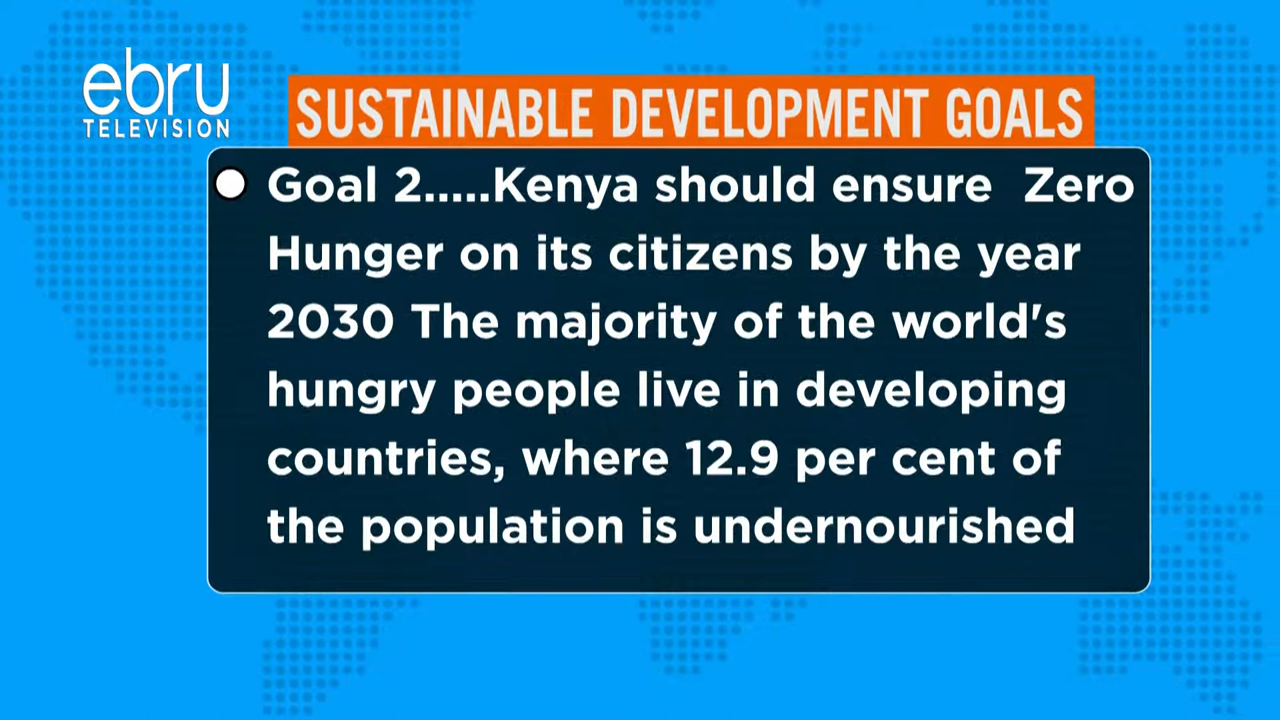 ebru
TELEVISION
SUSTAINABLE DEVELOPMENT GOALS
Goal 2.....Kenya should ensure  Zero
Hunger on its citizens by the year
2030 The majority of the world's
hungry people live in developing
countries, where 12.9 per cent of
the population is undernourished